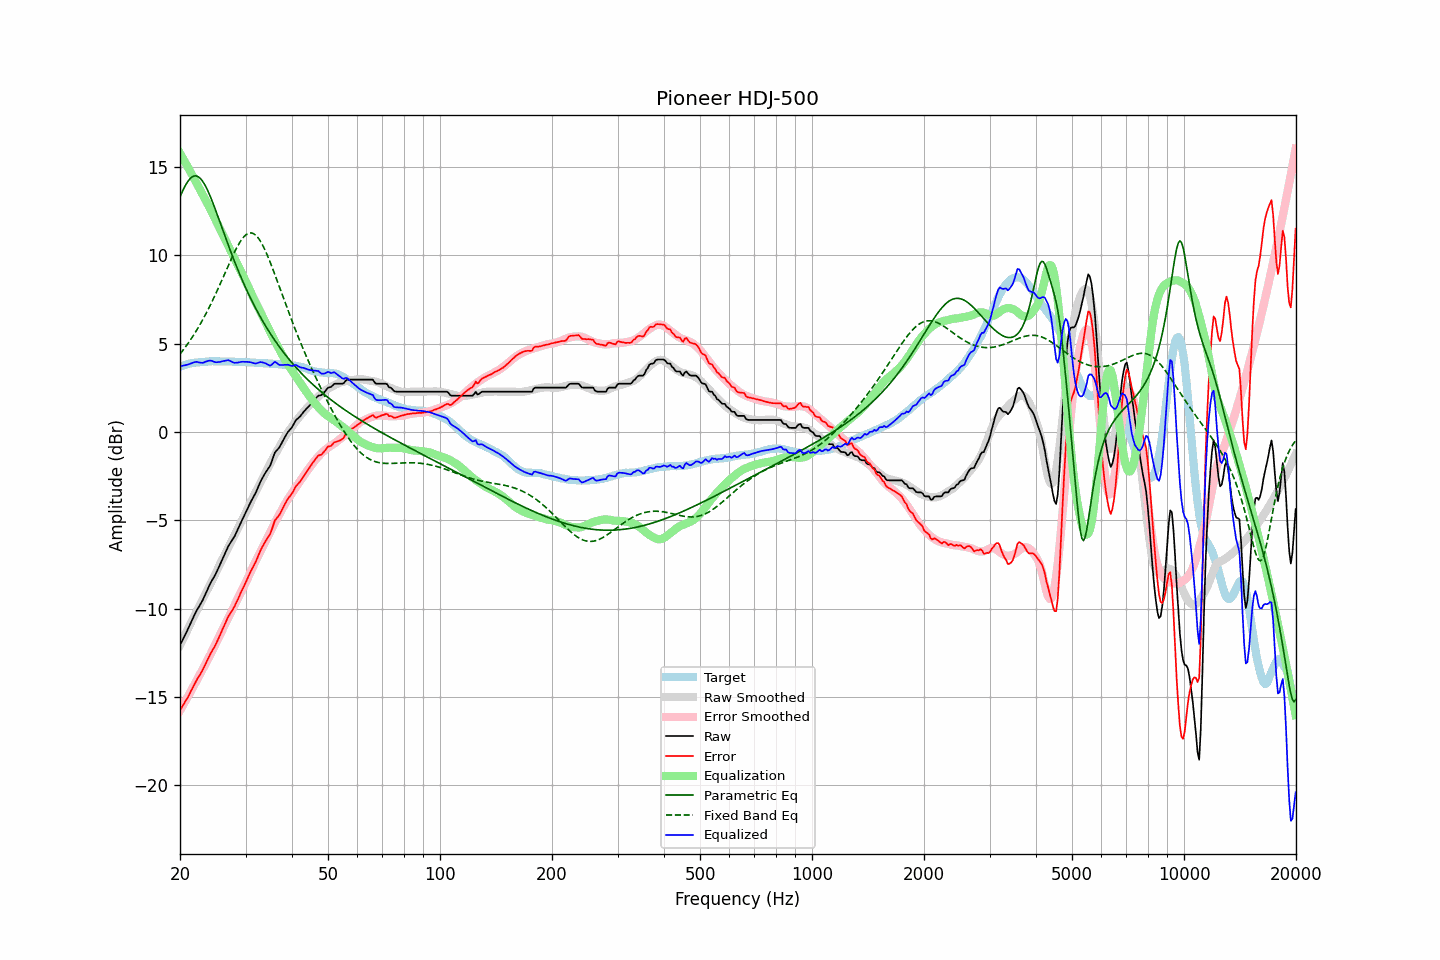 Pioneer HDJ-500
Amplitude (dBr)
15
10
5
0
−5
−10
−15
−20
Target
Raw Smoothed
Error Smoothed
Raw
Error
Equalization
Parametric Eq
Fixed Band Eq
Equalized
20
50
100
200
500
1000
2000
5000
10000
20000
Frequency (Hz)